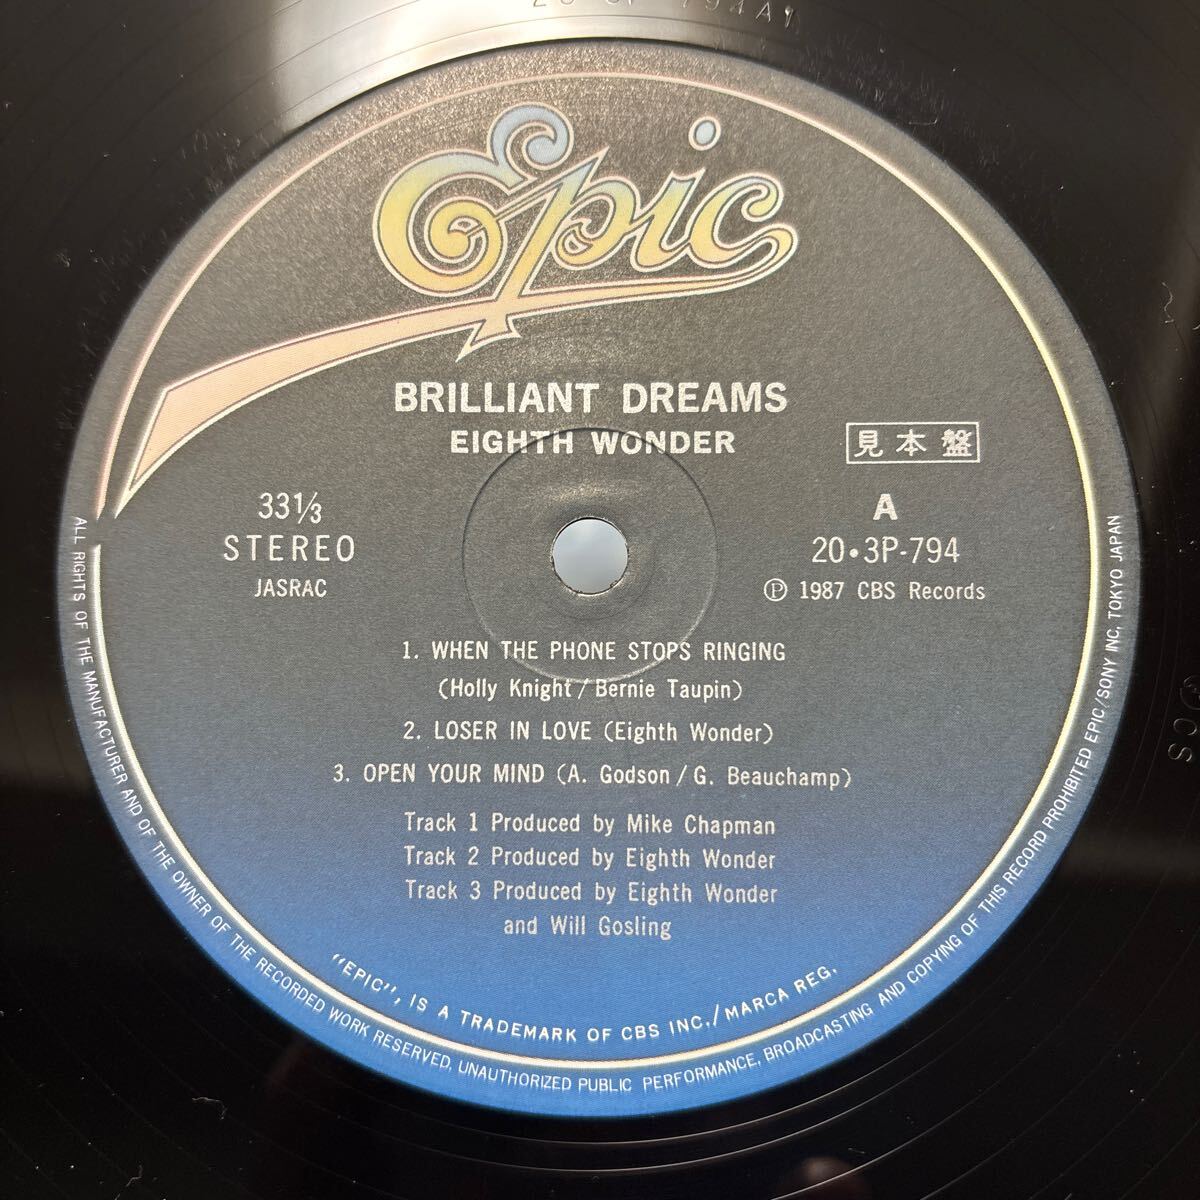 20 3P 794A1
Epic
BRILLIANT DREAMS
EIGHTH WONDER
見本盤
33⅓
STEREO
JASRAC
A
20・3P-794
Ⓟ 1987 CBS Records
1. WHEN THE PHONE STOPS RINGING
(Holly Knight/Bernie Taupin)
2. LOSER IN LOVE (Eighth Wonder)
3. OPEN YOUR MIND (A. Godson/G. Beauchamp)
Track 1 Produced by Mike Chapman
Track 2 Produced by Eighth Wonder
Track 3 Produced by Eighth Wonder
and Will Gosling
"EPIC", IS A TRADEMARK OF CBS INC./MARCA REG.
ALL RIGHTS OF THE MANUFACTURER AND OF THE OWNER OF THE RECORDED WORK RESERVED, UNAUTHORIZED PUBLIC PERFORMANCE, BROADCASTING AND COPYING OF THIS RECORD PROHIBITED EPIC/SONY INC, TOKYO JAPAN